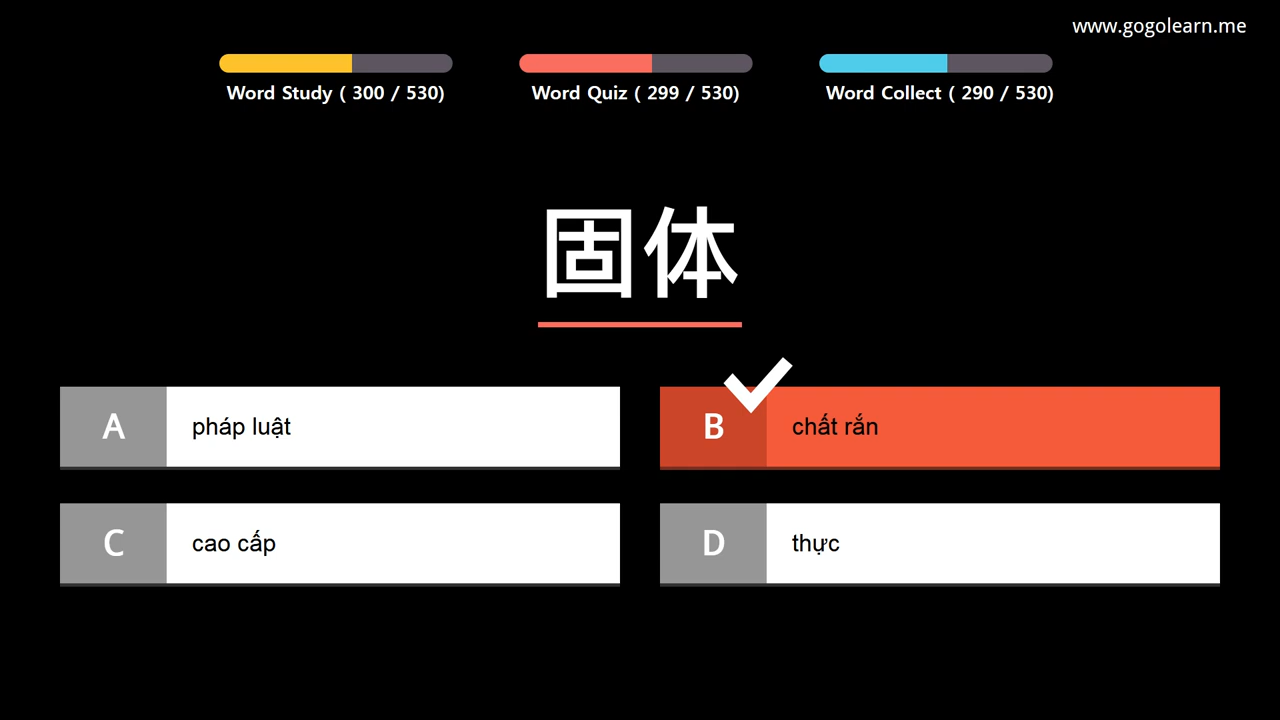 www.gogolearn.me
Word Study ( 300 / 530)
Word Quiz ( 299 / 530)
Word Collect ( 290 / 530)
固体
A pháp luật
B chất rắn
C cao cấp
D thực